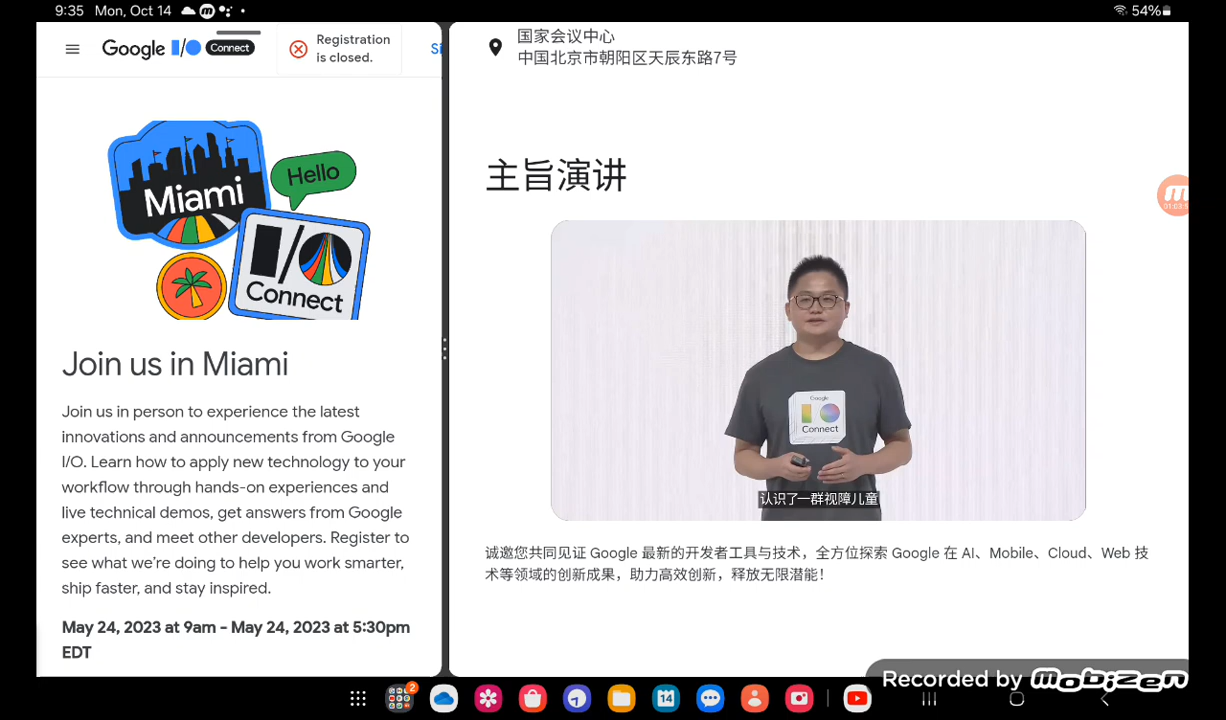 9:35 Mon, Oct 14
54%
Google I/O Connect
Registration
is closed.
Si
Miami
Hello
I/O
Connect
Join us in Miami
Join us in person to experience the latest
innovations and announcements from Google
I/O. Learn how to apply new technology to your
workflow through hands-on experiences and
live technical demos, get answers from Google
experts, and meet other developers. Register to
see what we're doing to help you work smarter,
ship faster, and stay inspired.
May 24, 2023 at 9am - May 24, 2023 at 5:30pm
EDT
国家会议中心
中国北京市朝阳区天辰东路7号
主旨演讲
Google
I/O
Connect
认识了一群视障儿童
诚邀您共同见证 Google 最新的开发者工具与技术，全方位探索 Google 在 AI、Mobile、Cloud、Web 技
术等领域的创新成果，助力高效创新，释放无限潜能！
2
14
Recorded by mobizen